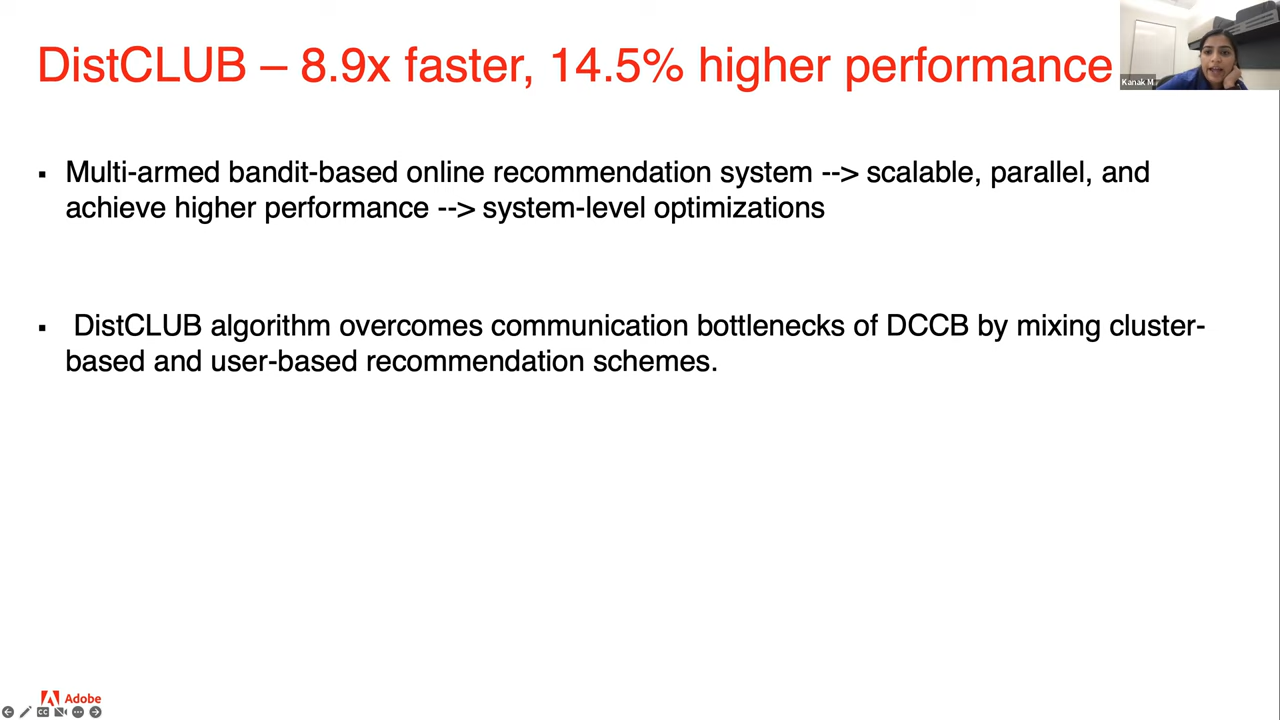 DistCLUB – 8.9x faster, 14.5% higher performance
Kanak M
▪ Multi-armed bandit-based online recommendation system --> scalable, parallel, and
achieve higher performance --> system-level optimizations
▪ DistCLUB algorithm overcomes communication bottlenecks of DCCB by mixing cluster-
based and user-based recommendation schemes.
Adobe
CC